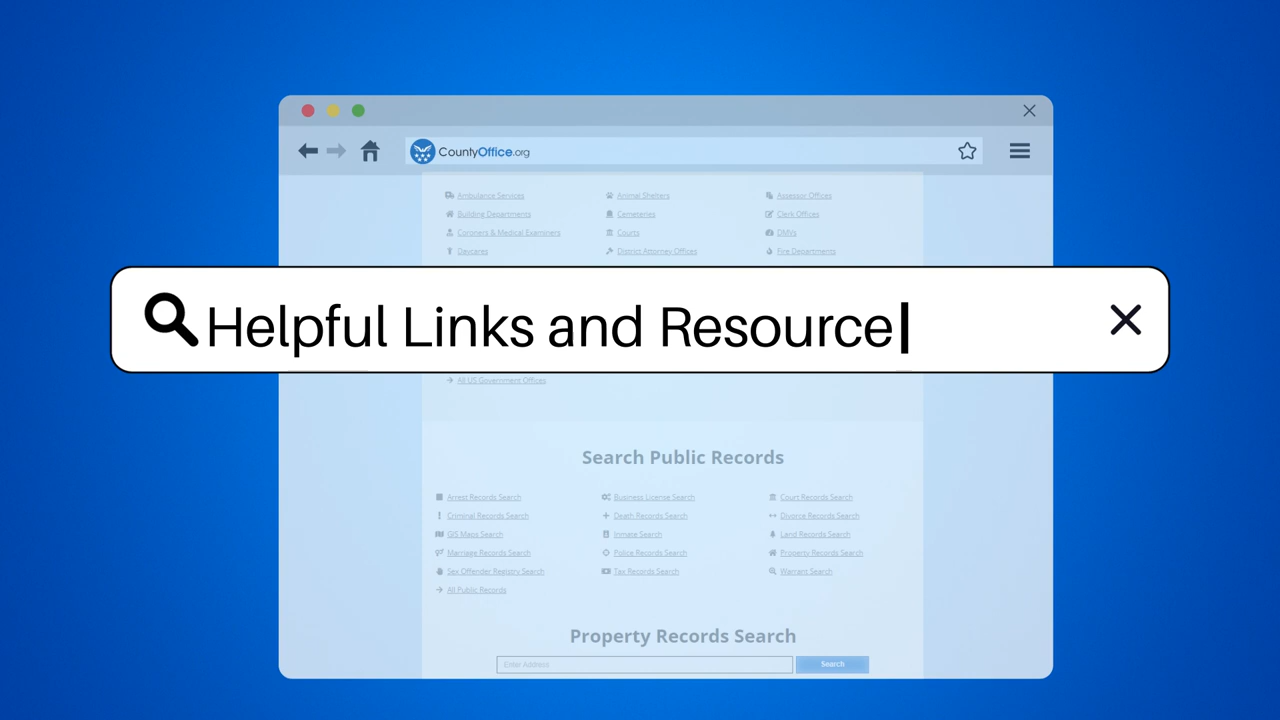 CountyOffice.org
Ambulance Services Animal Shelters Assessor Offices
Building Departments Cemeteries Clerk Offices
Coroners & Medical Examiners Courts DMVs
Daycares District Attorney Offices Fire Departments
Helpful Links and Resource
All US Government Offices
Search Public Records
Arrest Records Search Business License Search Court Records Search
Criminal Records Search Death Records Search Divorce Records Search
GIS Maps Search Inmate Search Land Records Search
Marriage Records Search Police Records Search Property Records Search
Sex Offender Registry Search Tax Records Search Warrant Search
All Public Records
Property Records Search
Enter Address Search